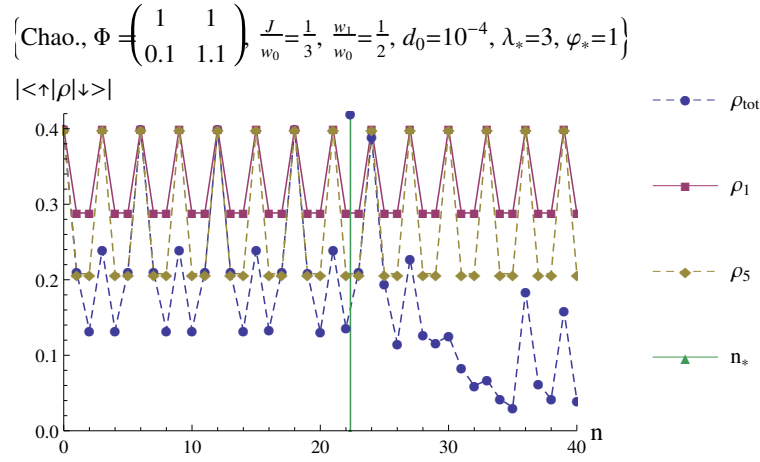 {Chao., Φ = (1 1
0.1 1.1), J/w₀ = 1/3, w₁/w₀ = 1/2, d₀=10⁻⁴, λ*=3, φ*=1}
|<↑|ρ|↓>|
0.4
0.3
0.2
0.1
0.0
0 10 20 30 40 n
ρtot
ρ₁
ρ₅
n*